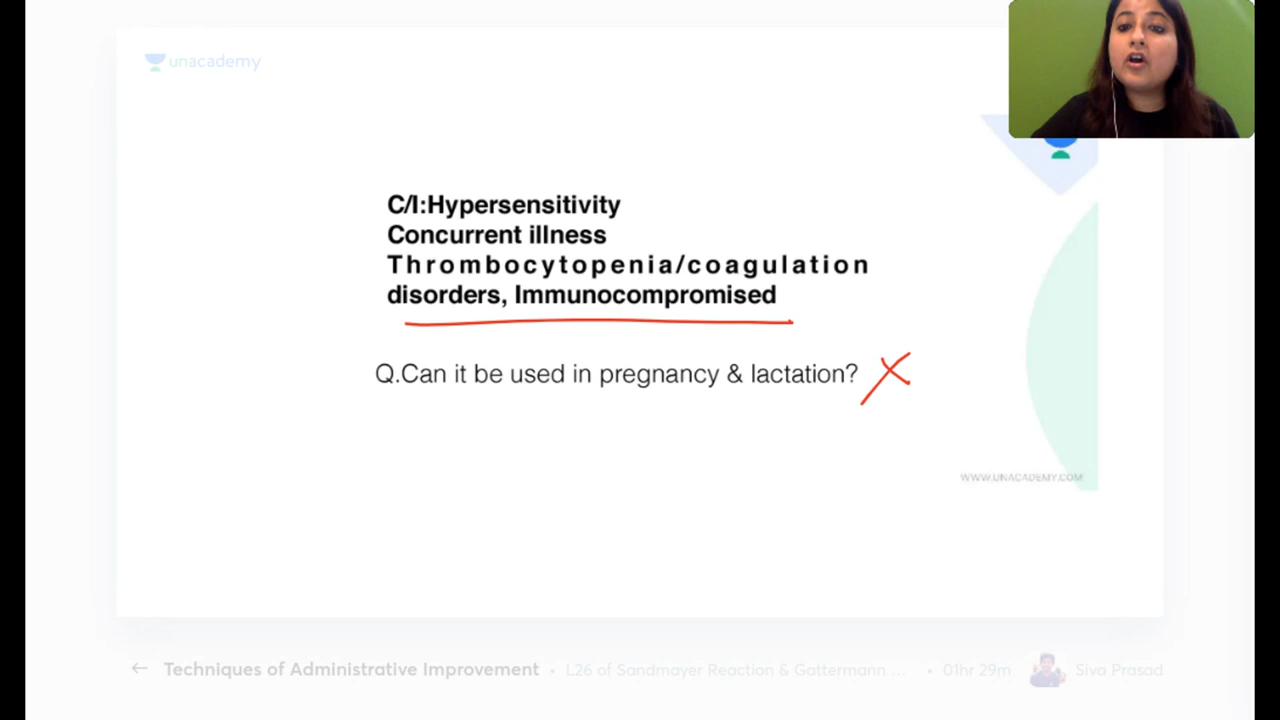 unacademy
C/I:Hypersensitivity
Concurrent illness
Thrombocytopenia/coagulation
disorders, Immunocompromised
Q.Can it be used in pregnancy & lactation?
WWW.UNACADEMY.COM
← Techniques of Administrative Improvement • L26 of Sandmayer Reaction & Gattermann ... • 01hr 29m Siva Prasad